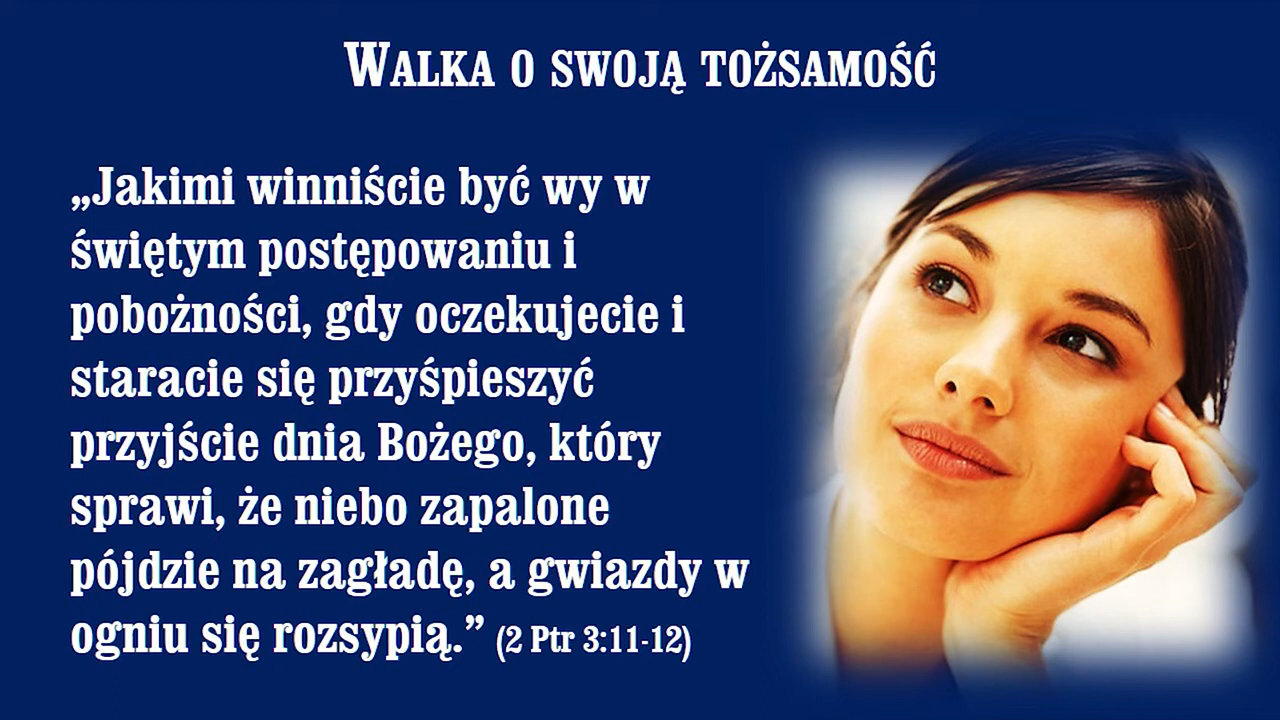 WALKA O SWOJĄ TOŻSAMOŚĆ
„Jakimi winniście być wy w
świętym postępowaniu i
pobożności, gdy oczekujecie i
staracie się przyśpieszyć
przyjście dnia Bożego, który
sprawi, że niebo zapalone
pójdzie na zagładę, a gwiazdy w
ogniu się rozsypią.” (2 Ptr 3:11-12)